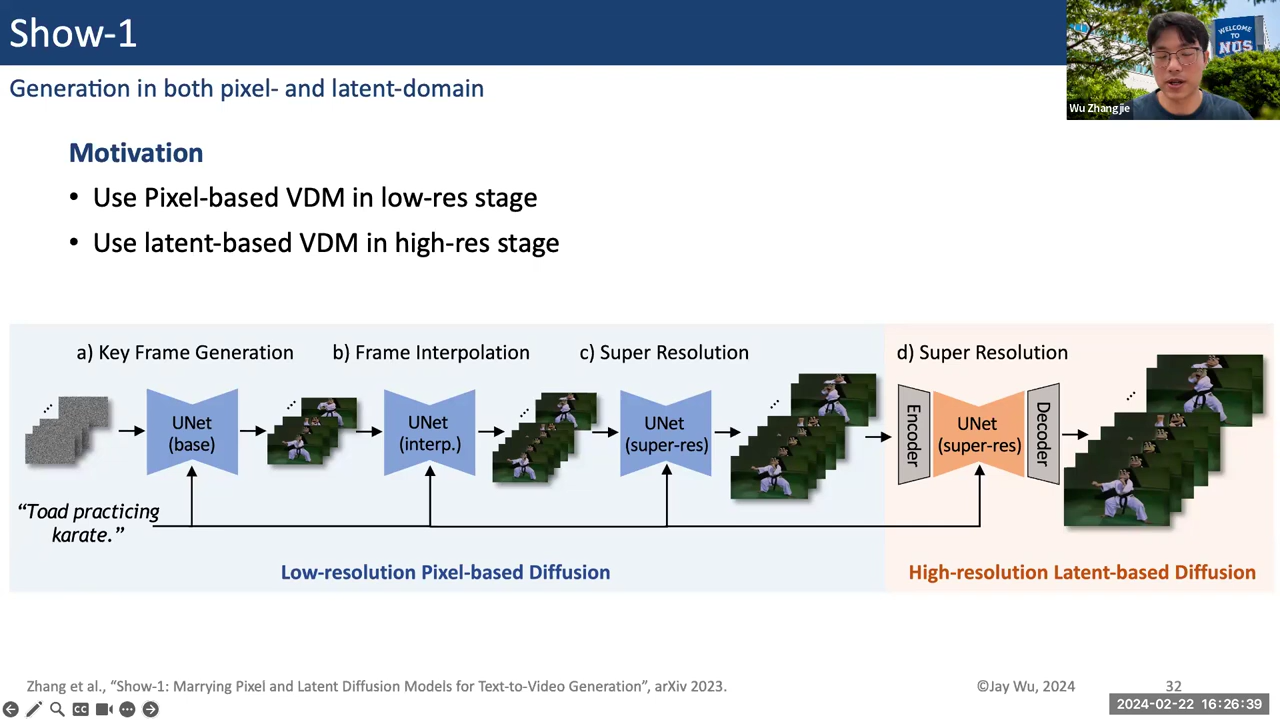 Show-1
WELCOME
TO
NUS
Wu Zhangjie
Generation in both pixel- and latent-domain
Motivation
• Use Pixel-based VDM in low-res stage
• Use latent-based VDM in high-res stage
a) Key Frame Generation
b) Frame Interpolation
c) Super Resolution
d) Super Resolution
UNet
(base)
UNet
(interp.)
UNet
(super-res)
Encoder
UNet
(super-res)
Decoder
“Toad practicing
karate.”
Low-resolution Pixel-based Diffusion
High-resolution Latent-based Diffusion
Zhang et al., “Show-1: Marrying Pixel and Latent Diffusion Models for Text-to-Video Generation”, arXiv 2023.
©Jay Wu, 2024
32
CC
2024-02-22 16:26:39